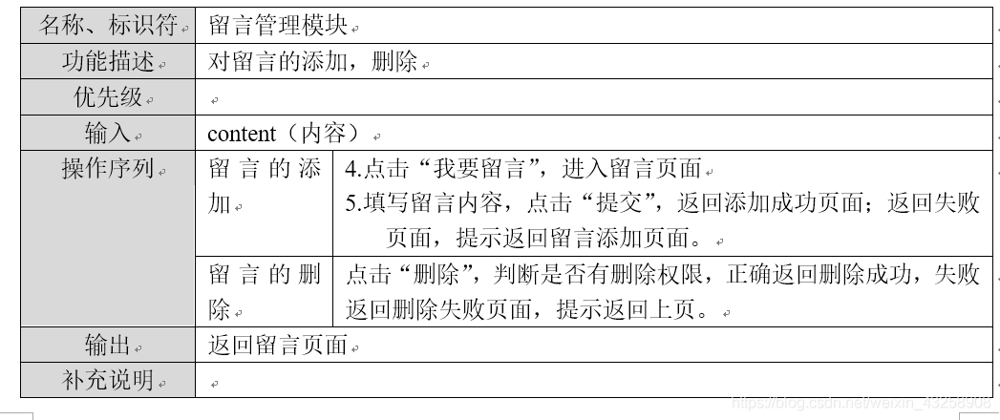 名称、标识符
留言管理模块
功能描述
对留言的添加，删除
优先级
输入
content（内容）
操作序列
留言的添
加
4.点击“我要留言”，进入留言页面
5.填写留言内容，点击“提交”，返回添加成功页面；返回失败
页面，提示返回留言添加页面。
留言的删
除
点击“删除”，判断是否有删除权限，正确返回删除成功，失败
返回删除失败页面，提示返回上页。
输出
返回留言页面
补充说明
https://blog.csdn.net/weixin_43258908